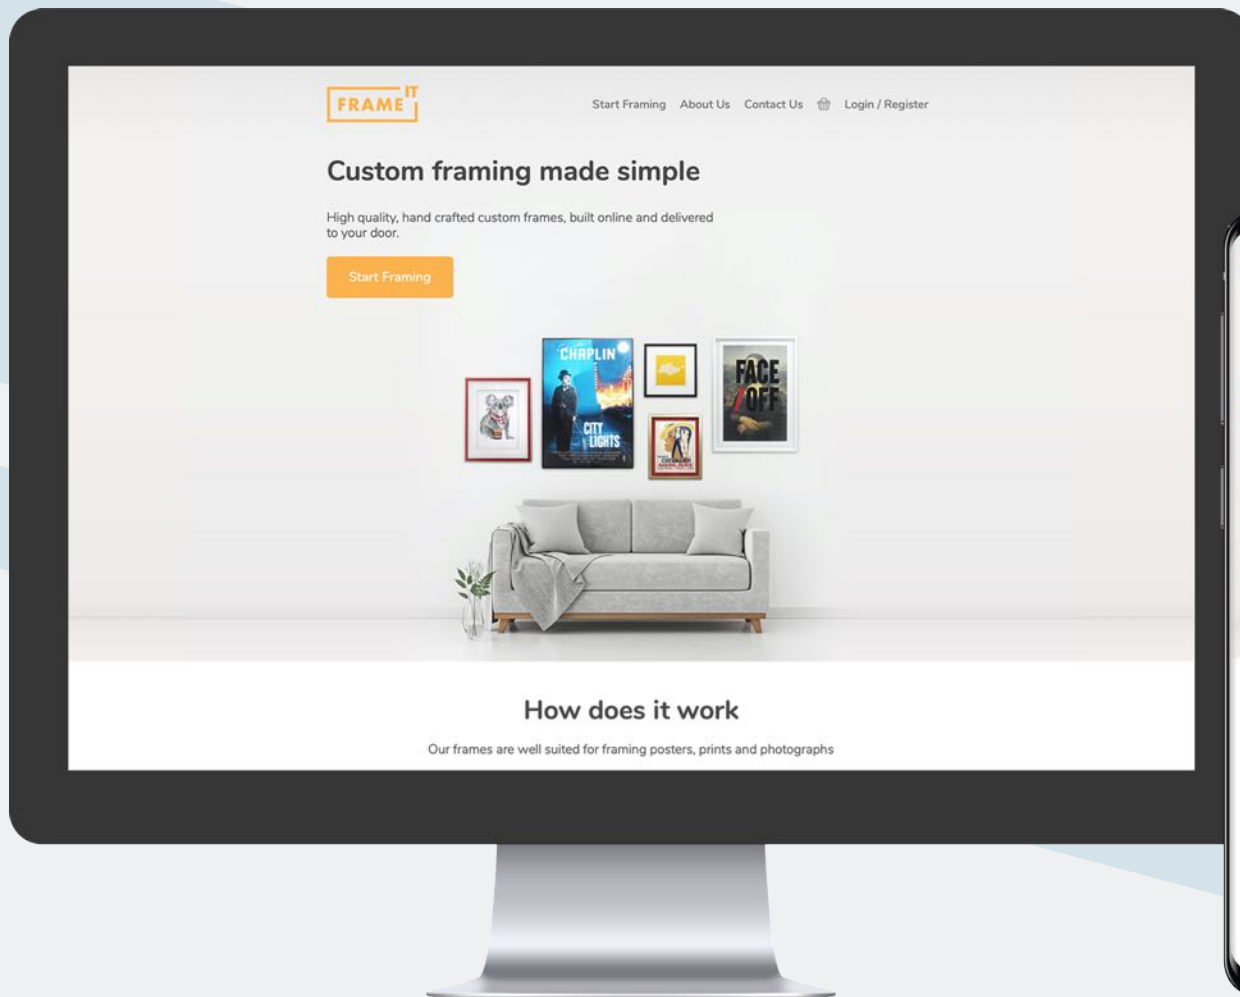 FRAME IT
Start Framing About Us Contact Us Login / Register
Custom framing made simple
High quality, hand crafted custom frames, built online and delivered
to your door.
Start Framing
CHAPLIN
CITY
LIGHTS
FACE
/OFF
How does it work
Our frames are well suited for framing posters, prints and photographs